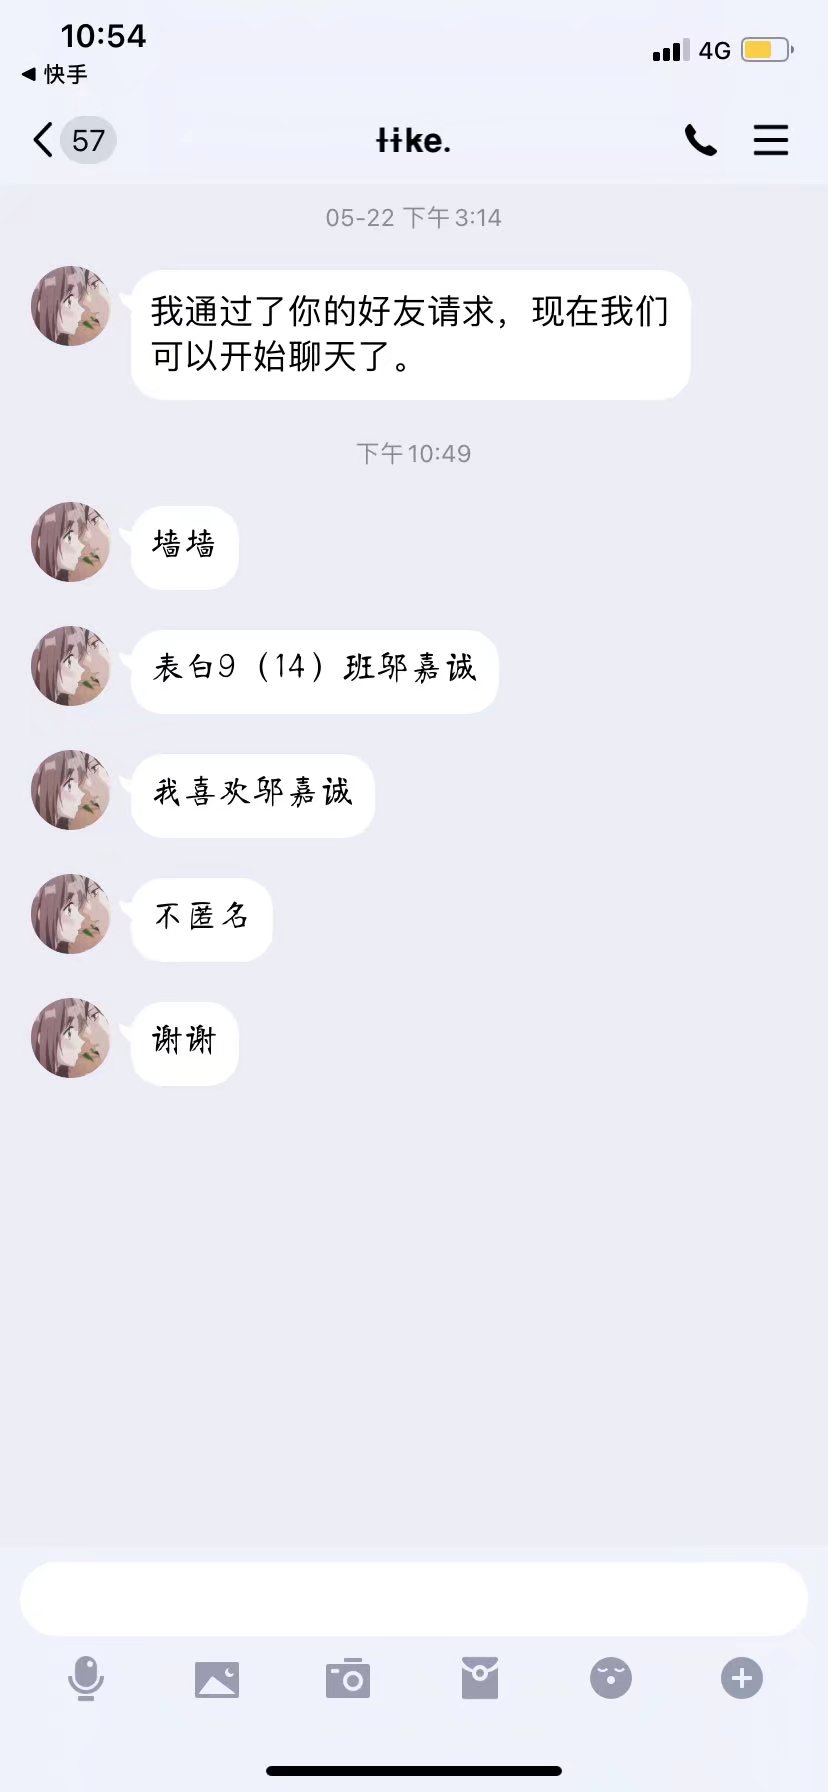 10:54
快手
4G
57
like.
05-22 下午 3:14
我通过了你的好友请求，现在我们
可以开始聊天了。
下午 10:49
墙墙
表白9（14）班邬嘉诚
我喜欢邬嘉诚
不匿名
谢谢